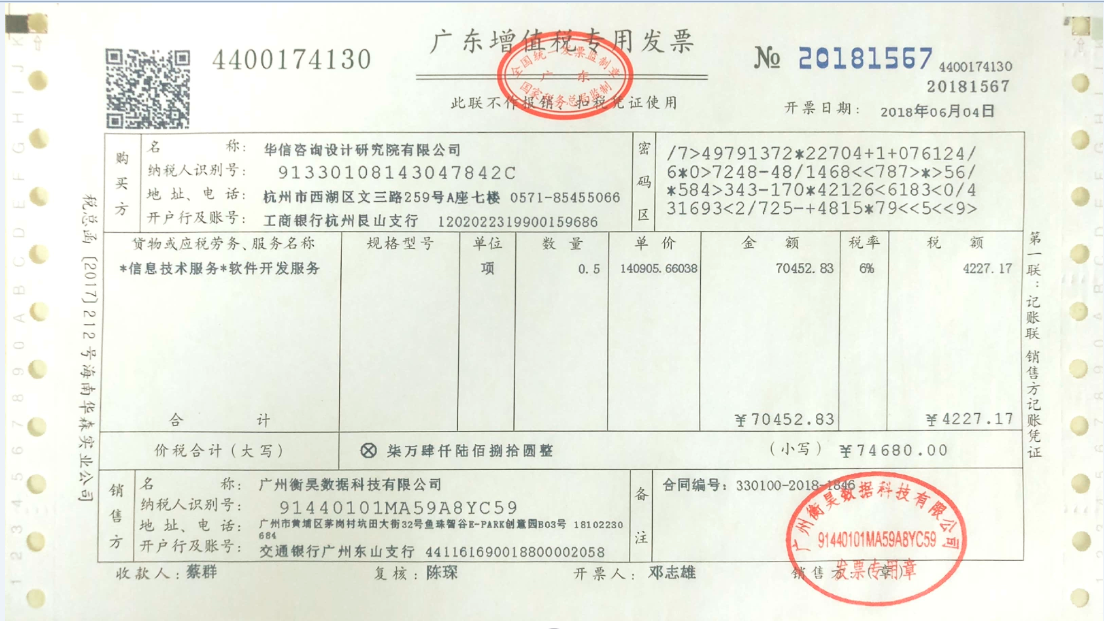 4400174130
广东增值税专用发票
№ 20181567
4400174130
20181567
全国统一发票监制章
广东
国家税务总局监制
此联不作报销、扣税凭证使用
开票日期: 2018年06月04日
购买方
名 称: 华信咨询设计研究院有限公司
纳税人识别号: 91330108143047842C
地 址、电 话: 杭州市西湖区文三路259号A座七楼 0571-85455066
开户行及账号: 工商银行杭州艮山支行 1202022319900159686
密码区
/7>49791372*22704+1+076124/
6*0>7248-48/1468<<787>*>56/
*584>343-170*42126<6183<0/4
31693<2/725-+4815*79<<5<<9>
货物或应税劳务、服务名称 规格型号 单位 数 量 单 价 金 额 税率 税 额
*信息技术服务*软件开发服务 项 0.5 140905.66038 70452.83 6% 4227.17
合 计 ¥70452.83 ¥4227.17
价税合计(大写) ⊗ 柒万肆仟陆佰捌拾圆整 (小写) ¥74680.00
销售方
名 称: 广州衡昊数据科技有限公司
纳税人识别号: 91440101MA59A8YC59
地 址、电 话: 广州市黄埔区茅岗村坑田大街32号鱼珠智谷E-PARK创意园B03号 18102230
684
开户行及账号: 交通银行广州东山支行 441161690018800002058
备注
合同编号: 330100-2018-1846
收款人: 蔡群 复核: 陈琛 开票人: 邓志雄 销售方: (章)
广州衡昊数据科技有限公司
91440101MA59A8YC59
发票专用章
税总函[2017]212号海南华森实业公司
第一联:记账联 销售方记账凭证